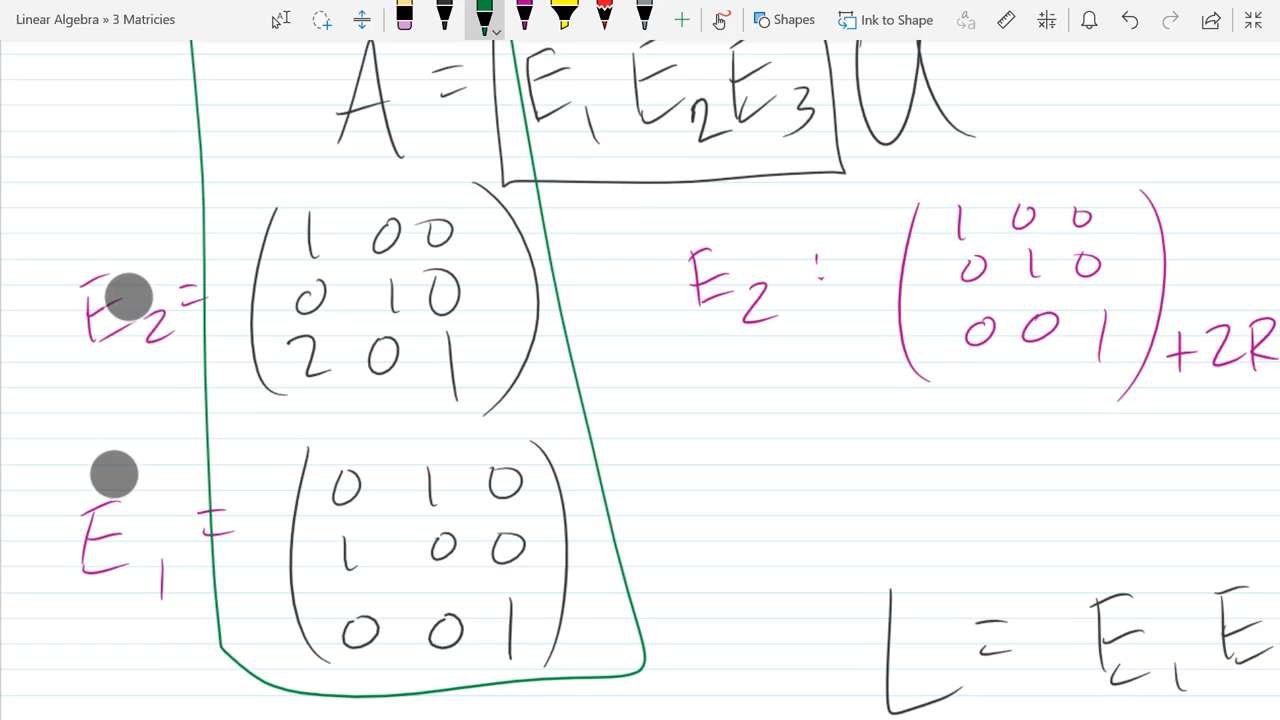 Linear Algebra » 3 Matricies
Shapes
Ink to Shape
A = E1 E2 E3 U
E2 =
1 0 0
0 1 0
2 0 1
E2 :
1 0 0
0 1 0
0 0 1 +2R
E1 =
0 1 0
1 0 0
0 0 1
L = E1 E